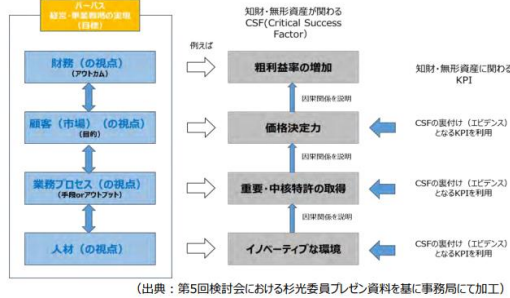 パーパス
経営・事業戦略の実現
(目標)
財務(の視点)
(アウトカム)
顧客(市場)(の視点)
(目的)
業務プロセス(の視点)
(手段orアウトプット)
人材(の視点)
例えば
知財・無形資産が関わる
CSF(Critical Success
Factor)
粗利益率の増加
因果関係を説明
価格決定力
因果関係を説明
重要・中核特許の取得
因果関係を説明
イノベーティブな環境
知財・無形資産に関わる
KPI
CSFの裏付け(エビデンス)
となるKPIを利用
CSFの裏付け(エビデンス)
となるKPIを利用
CSFの裏付け(エビデンス)
となるKPIを利用
(出典:第5回検討会における杉光委員プレゼン資料を基に事務局にて加工)